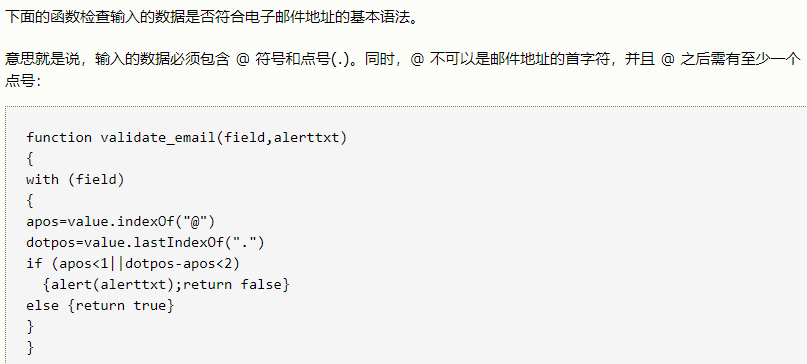 下面的函数检查输入的数据是否符合电子邮件地址的基本语法。
意思就是说，输入的数据必须包含 @ 符号和点号(.)。同时，@ 不可以是邮件地址的首字符，并且 @ 之后需有至少一个
点号：
function validate_email(field,alerttxt)
{
with (field)
{
apos=value.indexOf("@")
dotpos=value.lastIndexOf(".")
if (apos<1||dotpos-apos<2)
  {alert(alerttxt);return false}
else {return true}
}
}